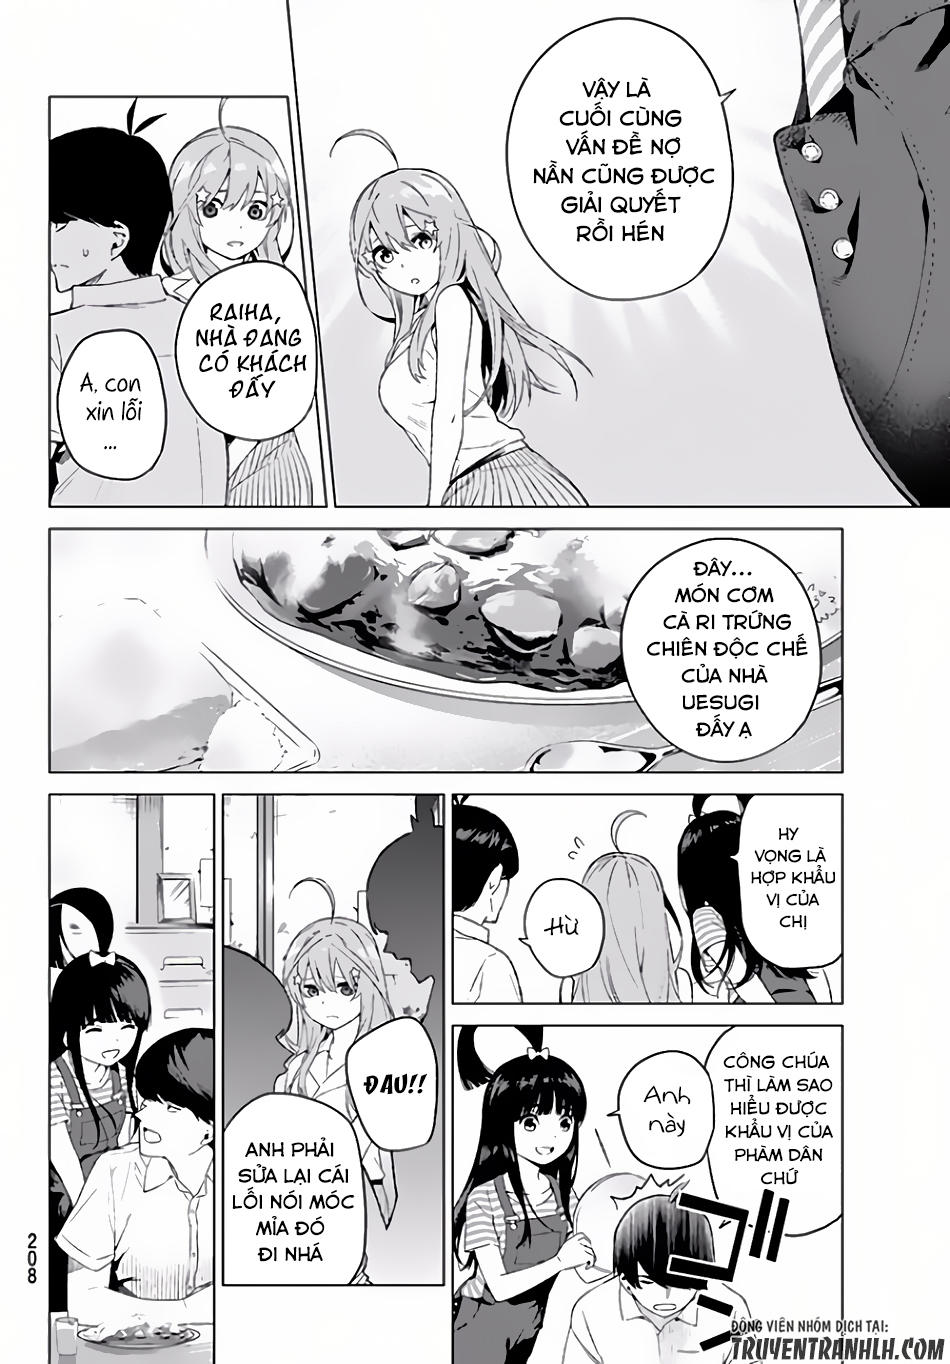 VẬY LÀ
CUỐI CÙNG
VẤN ĐỀ NỢ
NẦN CŨNG ĐƯỢC
GIẢI QUYẾT
RỒI HÉN
RAIHA,
NHÀ ĐANG
CÓ KHÁCH
ĐẤY
A, con
xin lỗi
...
ĐÂY...
MÓN CƠM
CÀ RI TRỨNG
CHIÊN ĐỘC CHẾ
CỦA NHÀ
UESUGI
ĐẤY Ạ
HY
VỌNG LÀ
HỢP KHẨU
VỊ CỦA
CHỊ
Hừ
CÔNG CHÚA
THÌ LÀM SAO
HIỂU ĐƯỢC
KHẨU VỊ CỦA
PHÀM DÂN
CHỨ
Anh
này
ĐAU!!
ANH PHẢI
SỬA LẠI CÁI
LỐI NÓI MÓC
MỈA ĐÓ
ĐI NHÁ
208
ĐỘNG VIÊN NHÓM DỊCH TẠI:
TRUYENTRANHLH.COM